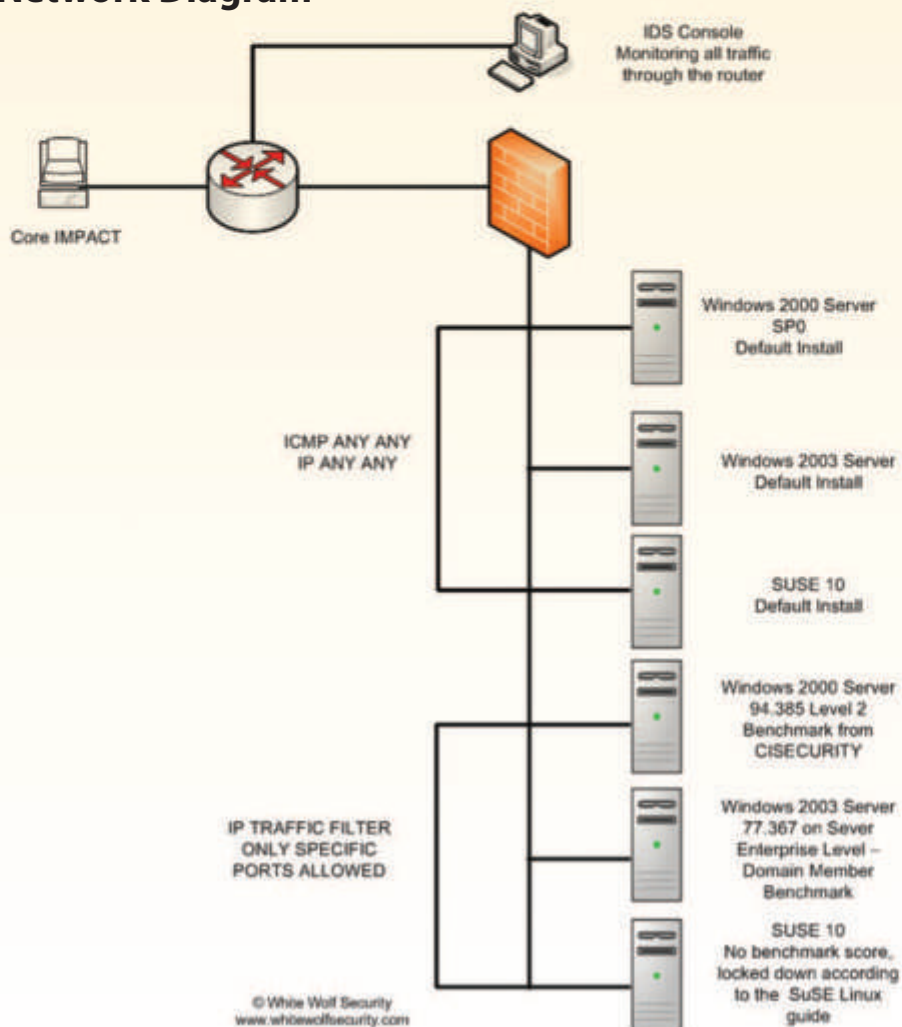 Network Diagram
IDS Console
Monitoring all traffic
through the router
Core IMPACT
Windows 2000 Server
SP0
Default Install
ICMP ANY ANY
IP ANY ANY
Windows 2003 Server
Default Install
SUSE 10
Default Install
Windows 2000 Server
94.385 Level 2
Benchmark from
CISECURITY
IP TRAFFIC FILTER
ONLY SPECIFIC
PORTS ALLOWED
Windows 2003 Server
77.367 on Sever
Enterprise Level –
Domain Member
Benchmark
SUSE 10
No benchmark score,
locked down according
to the SuSE Linux
guide
© White Wolf Security
www.whitewolfsecurity.com